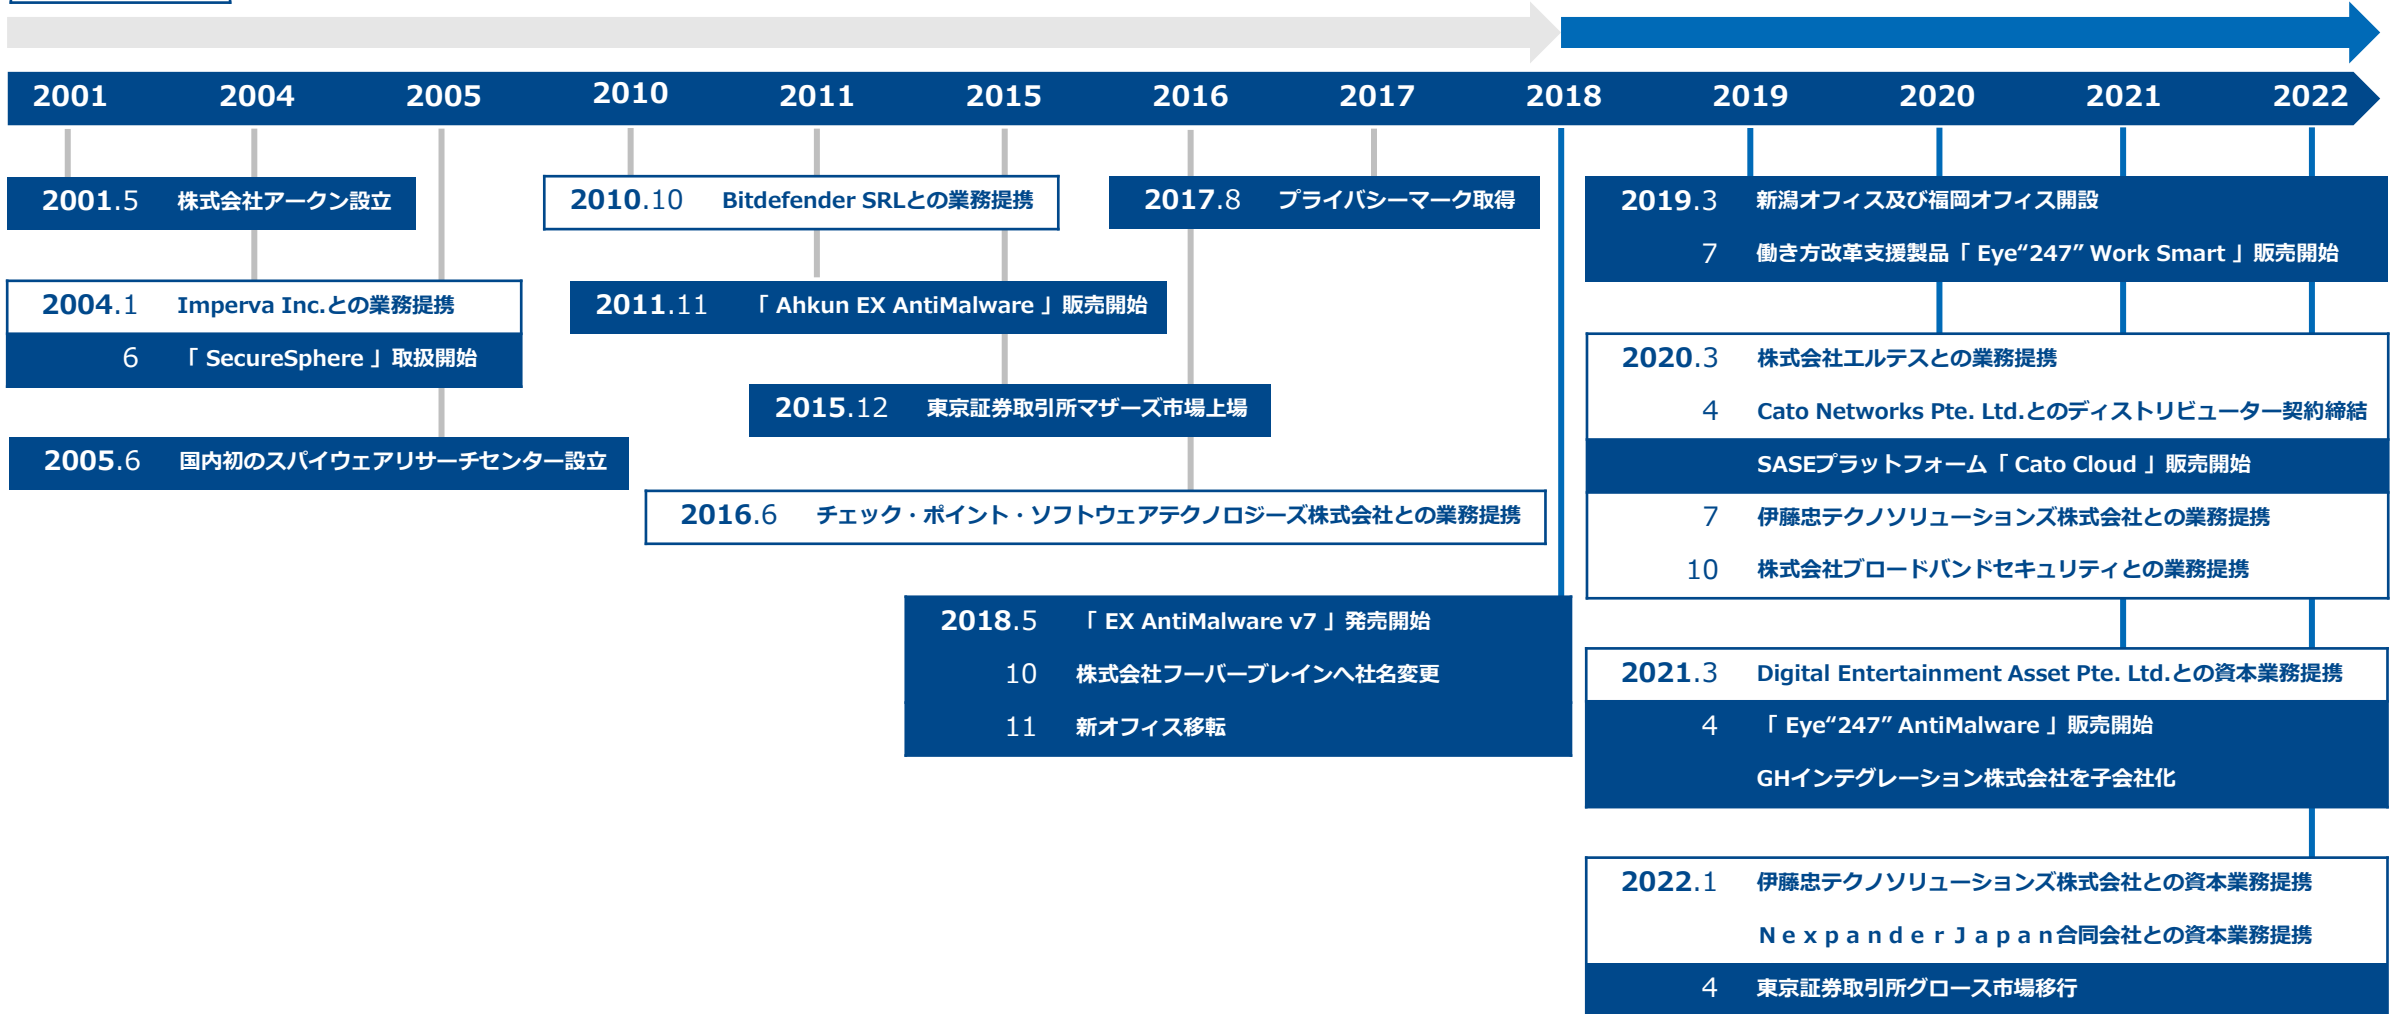 2001 2004 2005 2010 2011 2015 2016 2017 2018 2019 2020 2021 2022
2001.5 株式会社アークン設立
2004.1 Imperva Inc.との業務提携
6 「 SecureSphere 」取扱開始
2005.6 国内初のスパイウェアリサーチセンター設立
2010.10 Bitdefender SRLとの業務提携
2011.11 「 Ahkun EX AntiMalware 」販売開始
2015.12 東京証券取引所マザーズ市場上場
2016.6 チェック・ポイント・ソフトウェアテクノロジーズ株式会社との業務提携
2017.8 プライバシーマーク取得
2018.5 「 EX AntiMalware v7 」発売開始
10 株式会社フーバーブレインへ社名変更
11 新オフィス移転
2019.3 新潟オフィス及び福岡オフィス開設
7 働き方改革支援製品「 Eye“247” Work Smart 」販売開始
2020.3 株式会社エルテスとの業務提携
4 Cato Networks Pte. Ltd.とのディストリビューター契約締結
SASEプラットフォーム「 Cato Cloud 」販売開始
7 伊藤忠テクノソリューションズ株式会社との業務提携
10 株式会社ブロードバンドセキュリティとの業務提携
2021.3 Digital Entertainment Asset Pte. Ltd.との資本業務提携
4 「 Eye“247” AntiMalware 」販売開始
GHインテグレーション株式会社を子会社化
2022.1 伊藤忠テクノソリューションズ株式会社との資本業務提携
Ｎｅｘｐａｎｄｅｒ Ｊａｐａｎ合同会社との資本業務提携
4 東京証券取引所グロース市場移行